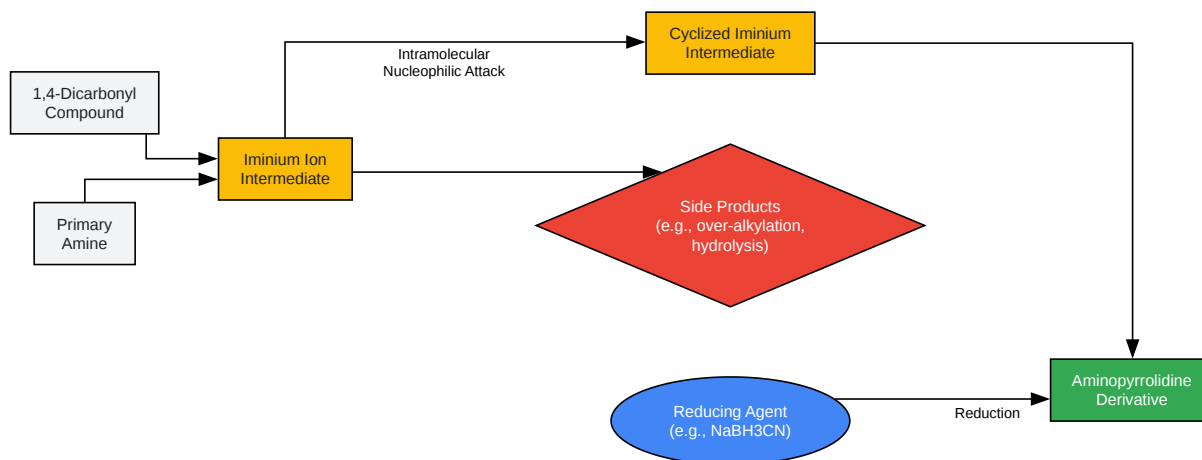 Cyclized Iminium
Intermediate
Intramolecular
Nucleophilic Attack
1,4-Dicarbonyl
Compound
Iminium Ion
Intermediate
Primary
Amine
Side Products
(e.g., over-alkylation,
hydrolysis)
Aminopyrrolidine
Derivative
Reducing Agent
(e.g., NaBH3CN)
Reduction